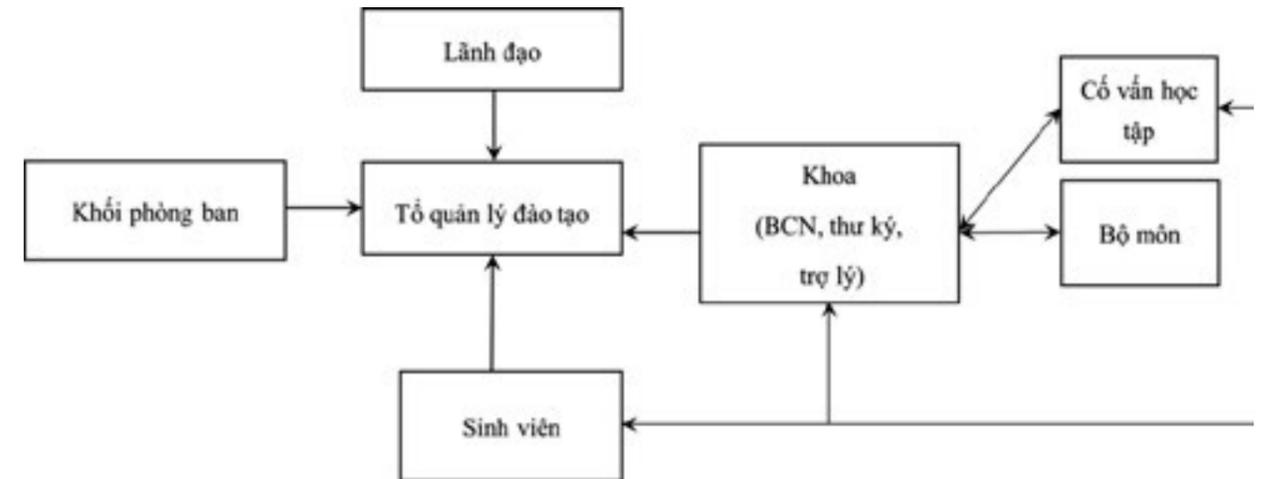 Lãnh đạo
Cố vấn học
tập
Khoa
(BCN, thư ký,
trợ lý)
Khối phòng ban
Tổ quản lý đào tạo
Bộ môn
Sinh viên